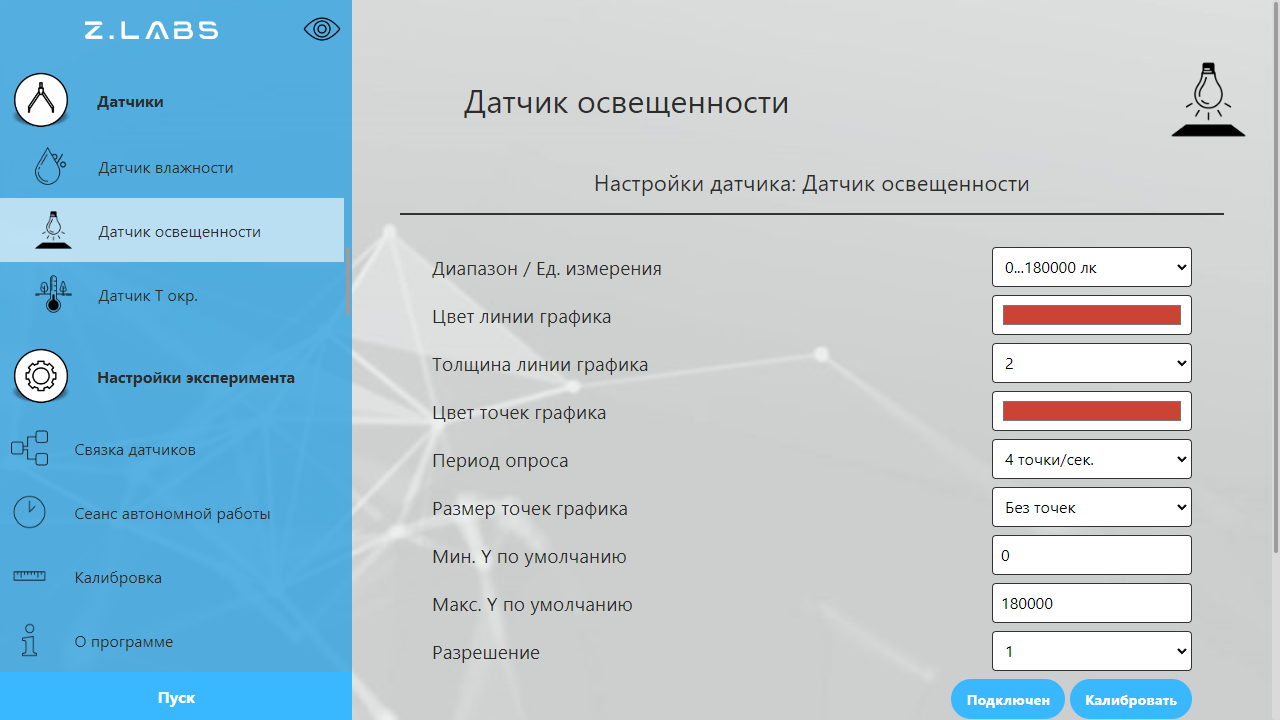 Z.LABS
Датчики
Датчик влажности
Датчик освещенности
Датчик Т окр.
Настройки эксперимента
Связка датчиков
Сеанс автономной работы
Калибровка
О программе
Пуск
Датчик освещенности
Настройки датчика: Датчик освещенности
Диапазон / Ед. измерения
0...180000 лк
Цвет линии графика
Толщина линии графика
2
Цвет точек графика
Период опроса
4 точки/сек.
Размер точек графика
Без точек
Мин. Y по умолчанию
0
Макс. Y по умолчанию
180000
Разрешение
1
Подключен
Калибровать